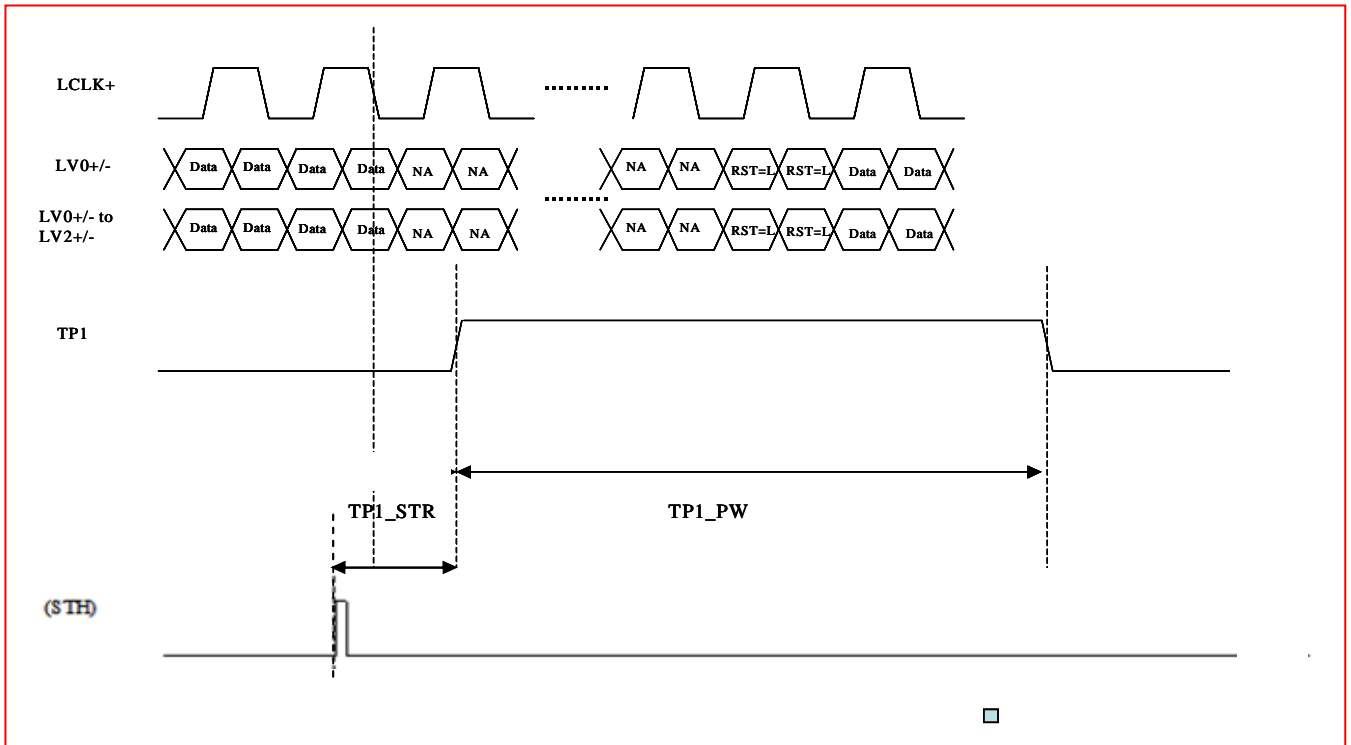 LCLK+
LV0+/-
Data Data Data Data NA NA NA NA RST=L RST=L Data Data
LV0+/- to
LV2+/-
Data Data Data Data NA NA NA NA RST=L RST=L Data Data
TP1
TP1_STR TP1_PW
(STH)